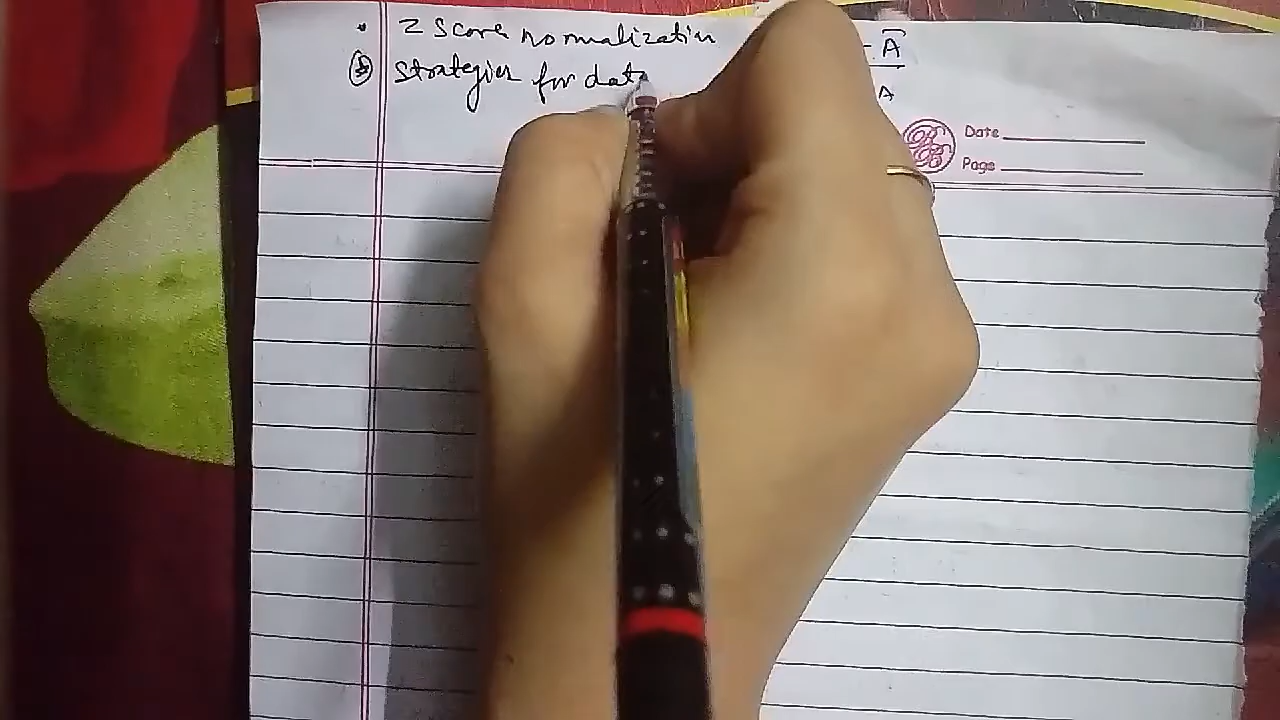 • Z score normalization - A̅
A
⊛ Strategies for data
Date
Page